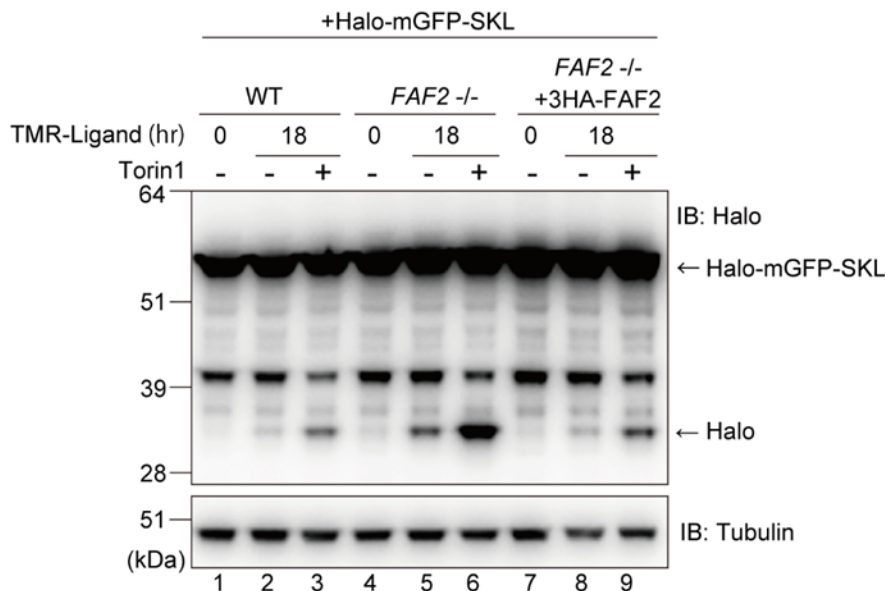 +Halo-mGFP-SKL
WT FAF2 -/- FAF2 -/- +3HA-FAF2
TMR-Ligand (hr) 0 18 0 18 0 18
Torin1 - - + - - + - - +
64
IB: Halo
← Halo-mGFP-SKL
51
39
← Halo
28
51
IB: Tubulin
(kDa)
1 2 3 4 5 6 7 8 9